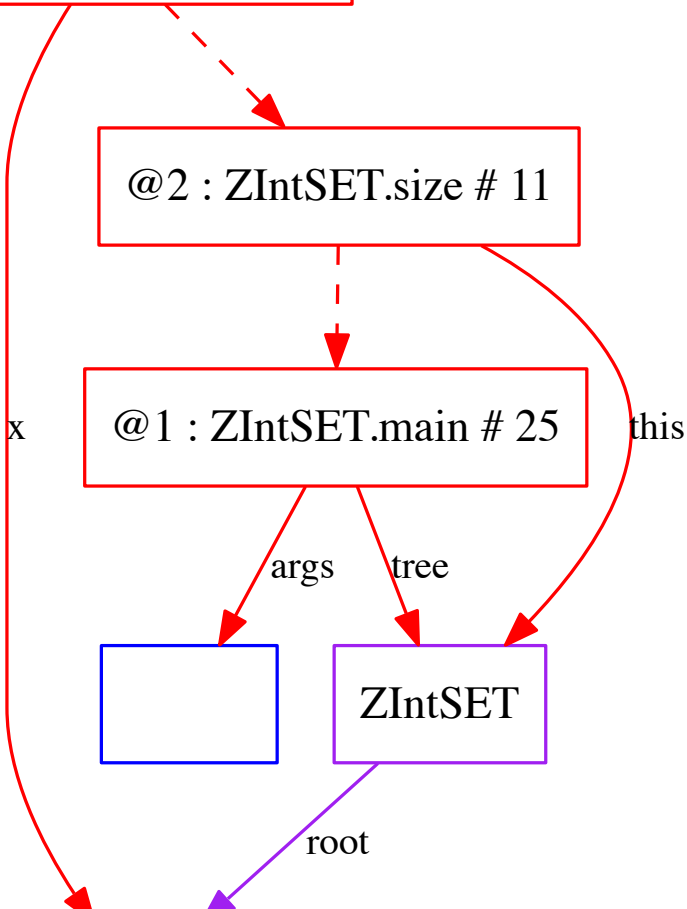 @2 : ZIntSET.size # 11
x
@1 : ZIntSET.main # 25
this
args
tree
ZIntSET
root